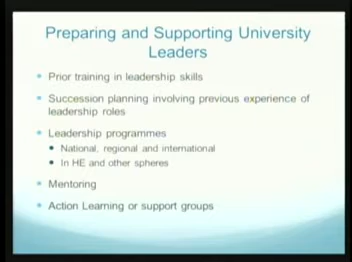 Preparing and Supporting University
Leaders
Prior training in leadership skills
Succession planning involving previous experience of
leadership roles
Leadership programmes
National, regional and international
In HE and other spheres
Mentoring
Action Learning or support groups